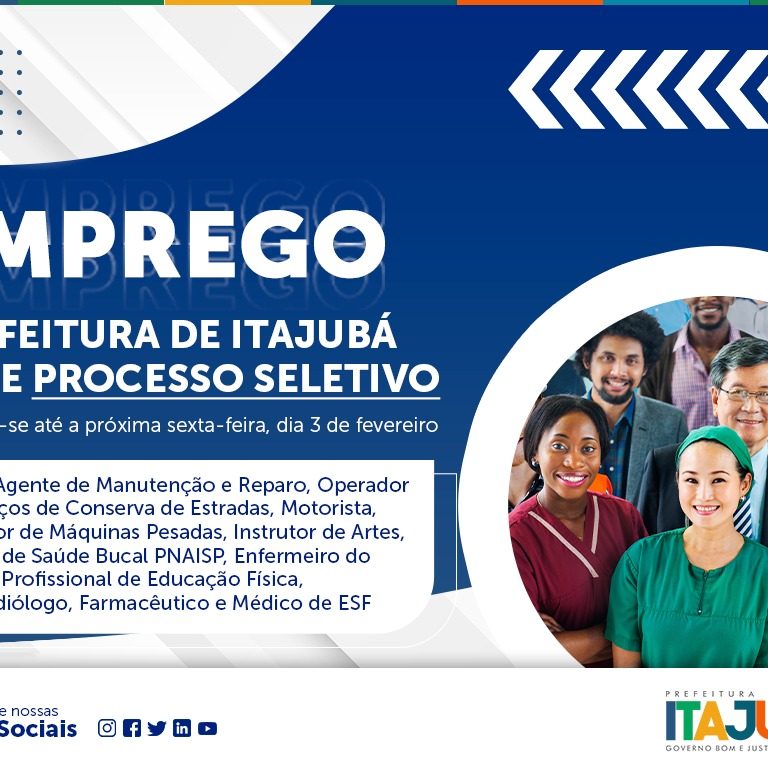 MPREGO
FEITURA DE ITAJUBÁ
E PROCESSO SELETIVO
-se até a próxima sexta-feira, dia 3 de fevereiro
Agente de Manutenção e Reparo, Operador
ços de Conserva de Estradas, Motorista,
or de Máquinas Pesadas, Instrutor de Artes,
de Saúde Bucal PNAISP, Enfermeiro do
Profissional de Educação Física,
diólogo, Farmacêutico e Médico de ESF
e nossas
Sociais
PREFEITURA
ITAJU
GOVERNO BOM E JUST